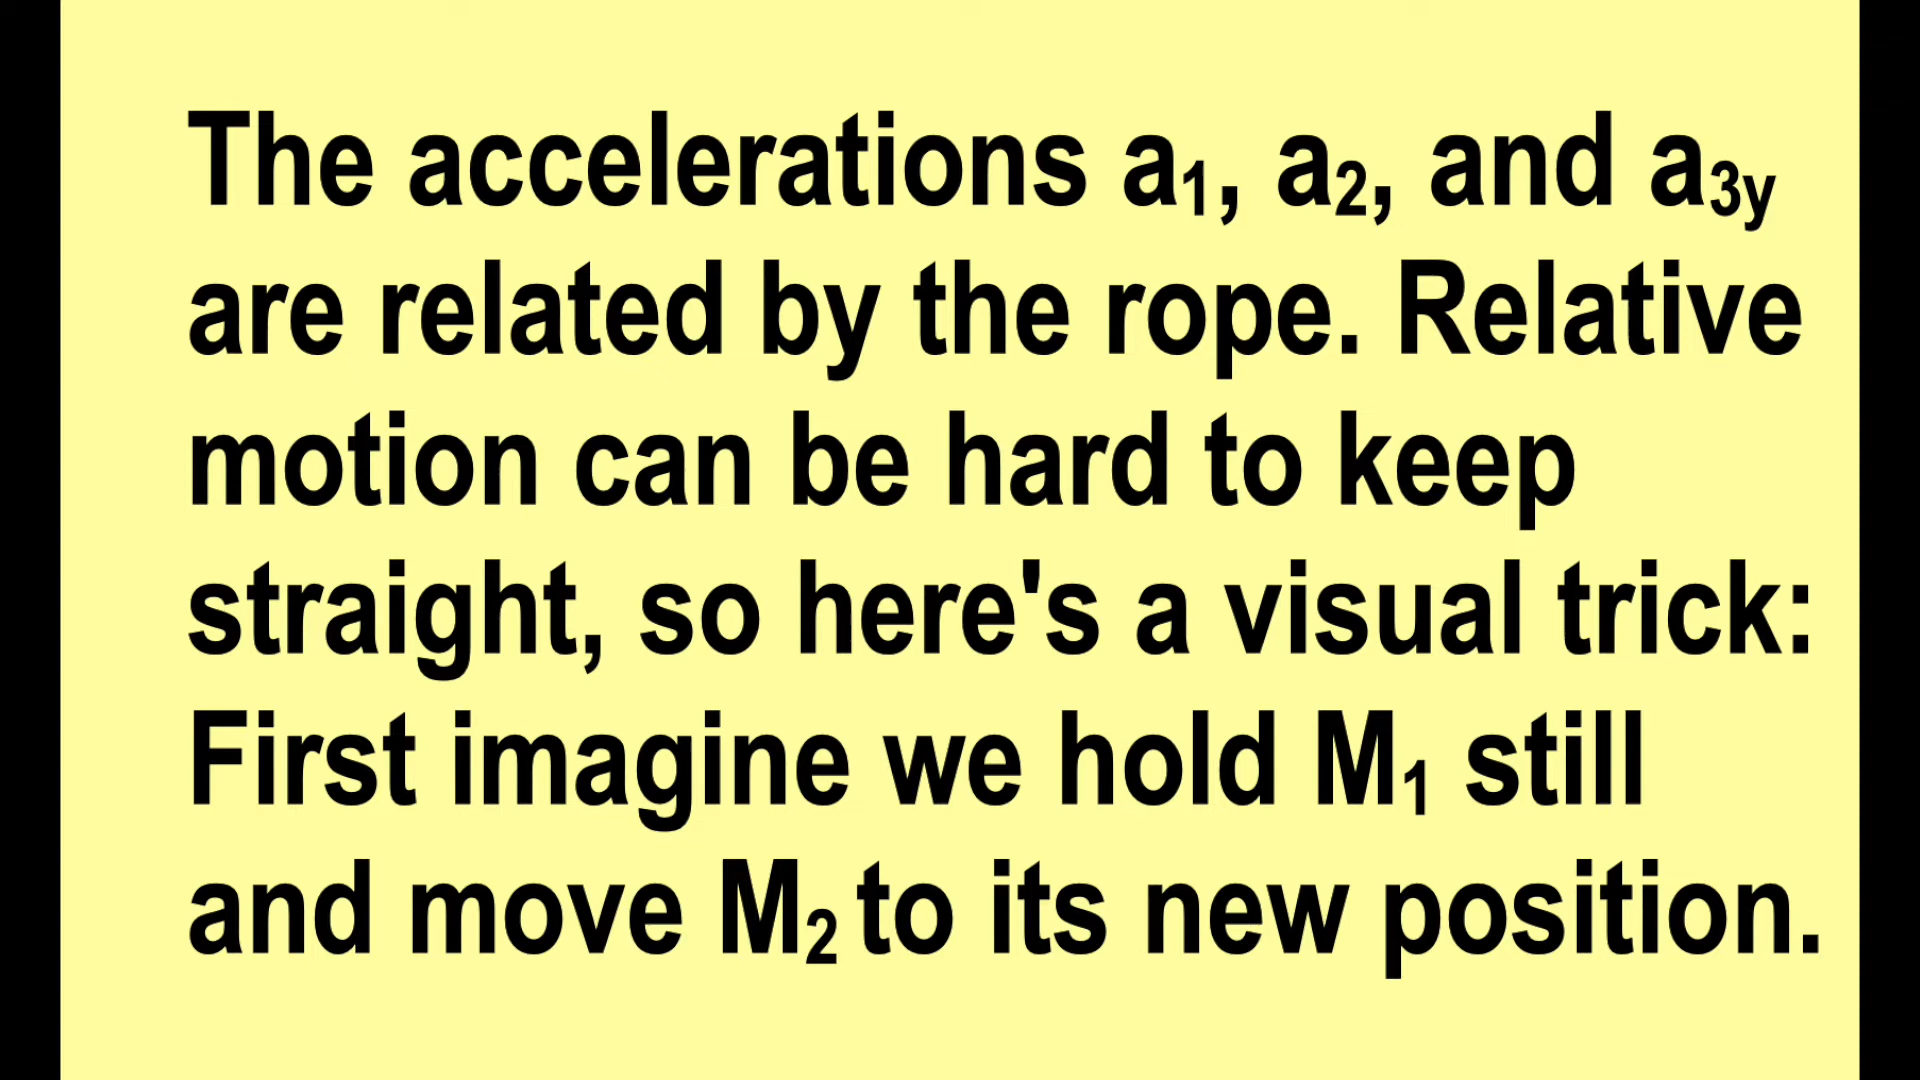 The accelerations a₁, a₂, and a₃y
are related by the rope. Relative
motion can be hard to keep
straight, so here's a visual trick:
First imagine we hold M₁ still
and move M₂ to its new position.